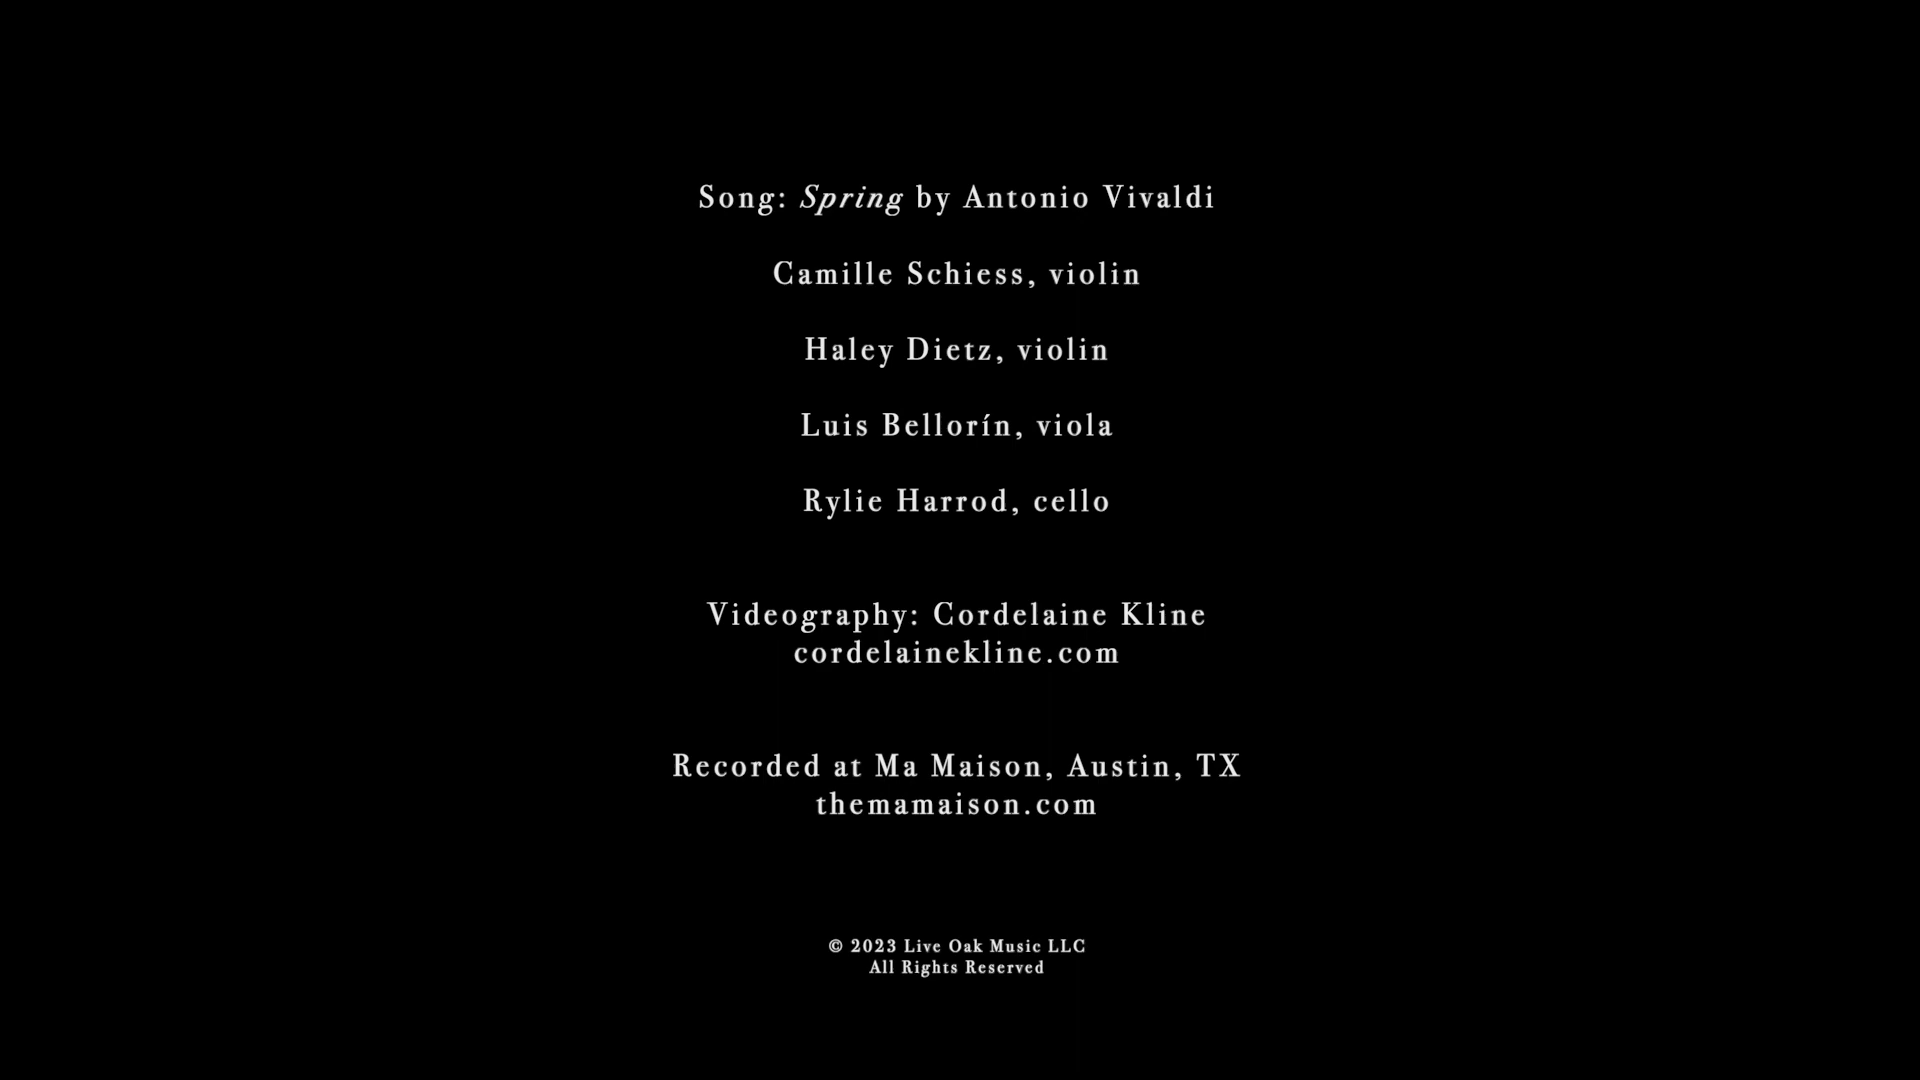 Song: Spring by Antonio Vivaldi
Camille Schiess, violin
Haley Dietz, violin
Luis Bellorín, viola
Rylie Harrod, cello
Videography: Cordelaine Kline
cordelainekline.com
Recorded at Ma Maison, Austin, TX
themamaison.com
© 2023 Live Oak Music LLC
All Rights Reserved